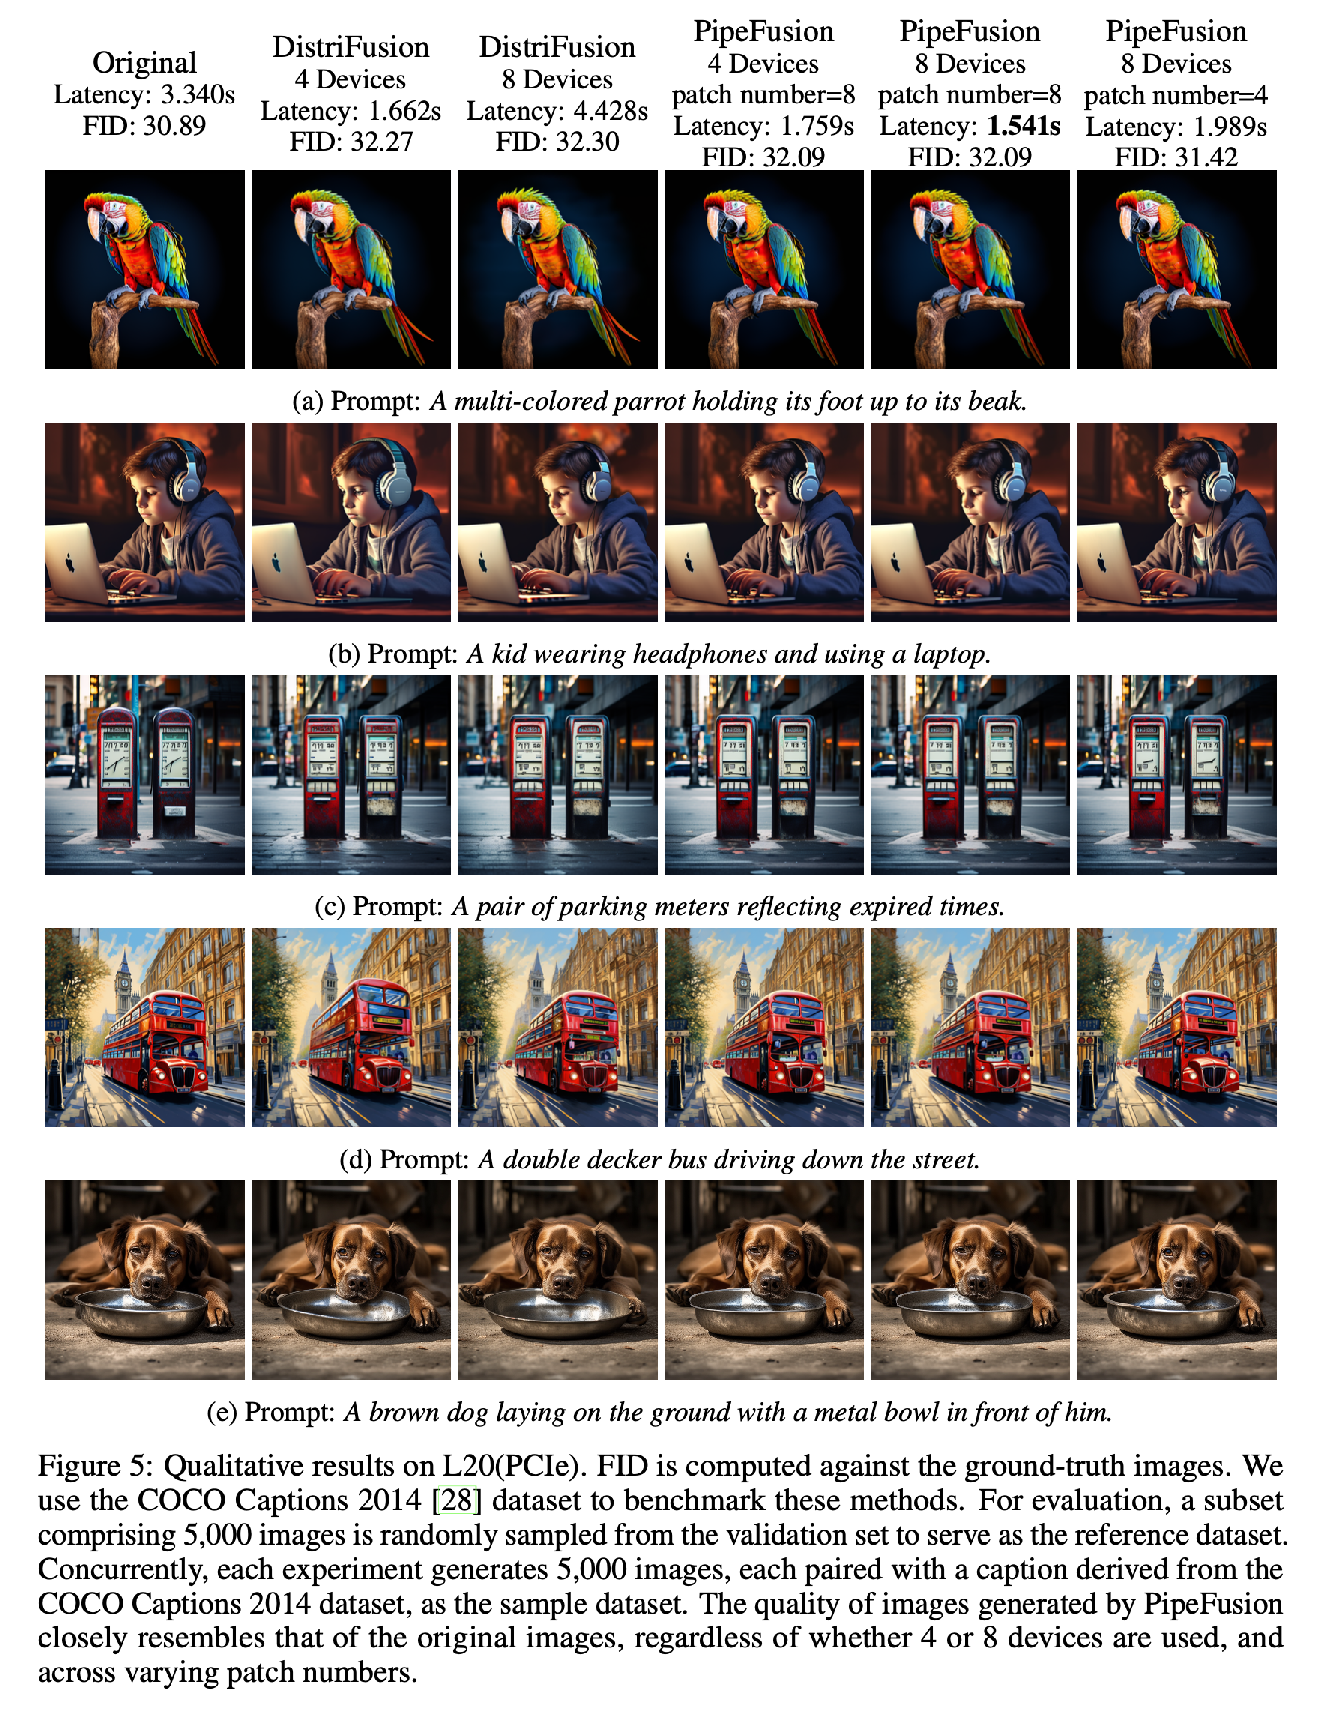 Original
Latency: 3.340s
FID: 30.89
DistriFusion
4 Devices
Latency: 1.662s
FID: 32.27
DistriFusion
8 Devices
Latency: 4.428s
FID: 32.30
PipeFusion
4 Devices
patch number=8
Latency: 1.759s
FID: 32.09
PipeFusion
8 Devices
patch number=8
Latency: 1.541s
FID: 32.09
PipeFusion
8 Devices
patch number=4
Latency: 1.989s
FID: 31.42
(a) Prompt: A multi-colored parrot holding its foot up to its beak.
(b) Prompt: A kid wearing headphones and using a laptop.
(c) Prompt: A pair of parking meters reflecting expired times.
(d) Prompt: A double decker bus driving down the street.
(e) Prompt: A brown dog laying on the ground with a metal bowl in front of him.
Figure 5: Qualitative results on L20(PCIe). FID is computed against the ground-truth images. We
use the COCO Captions 2014 [28] dataset to benchmark these methods. For evaluation, a subset
comprising 5,000 images is randomly sampled from the validation set to serve as the reference dataset.
Concurrently, each experiment generates 5,000 images, each paired with a caption derived from the
COCO Captions 2014 dataset, as the sample dataset. The quality of images generated by PipeFusion
closely resembles that of the original images, regardless of whether 4 or 8 devices are used, and
across varying patch numbers.